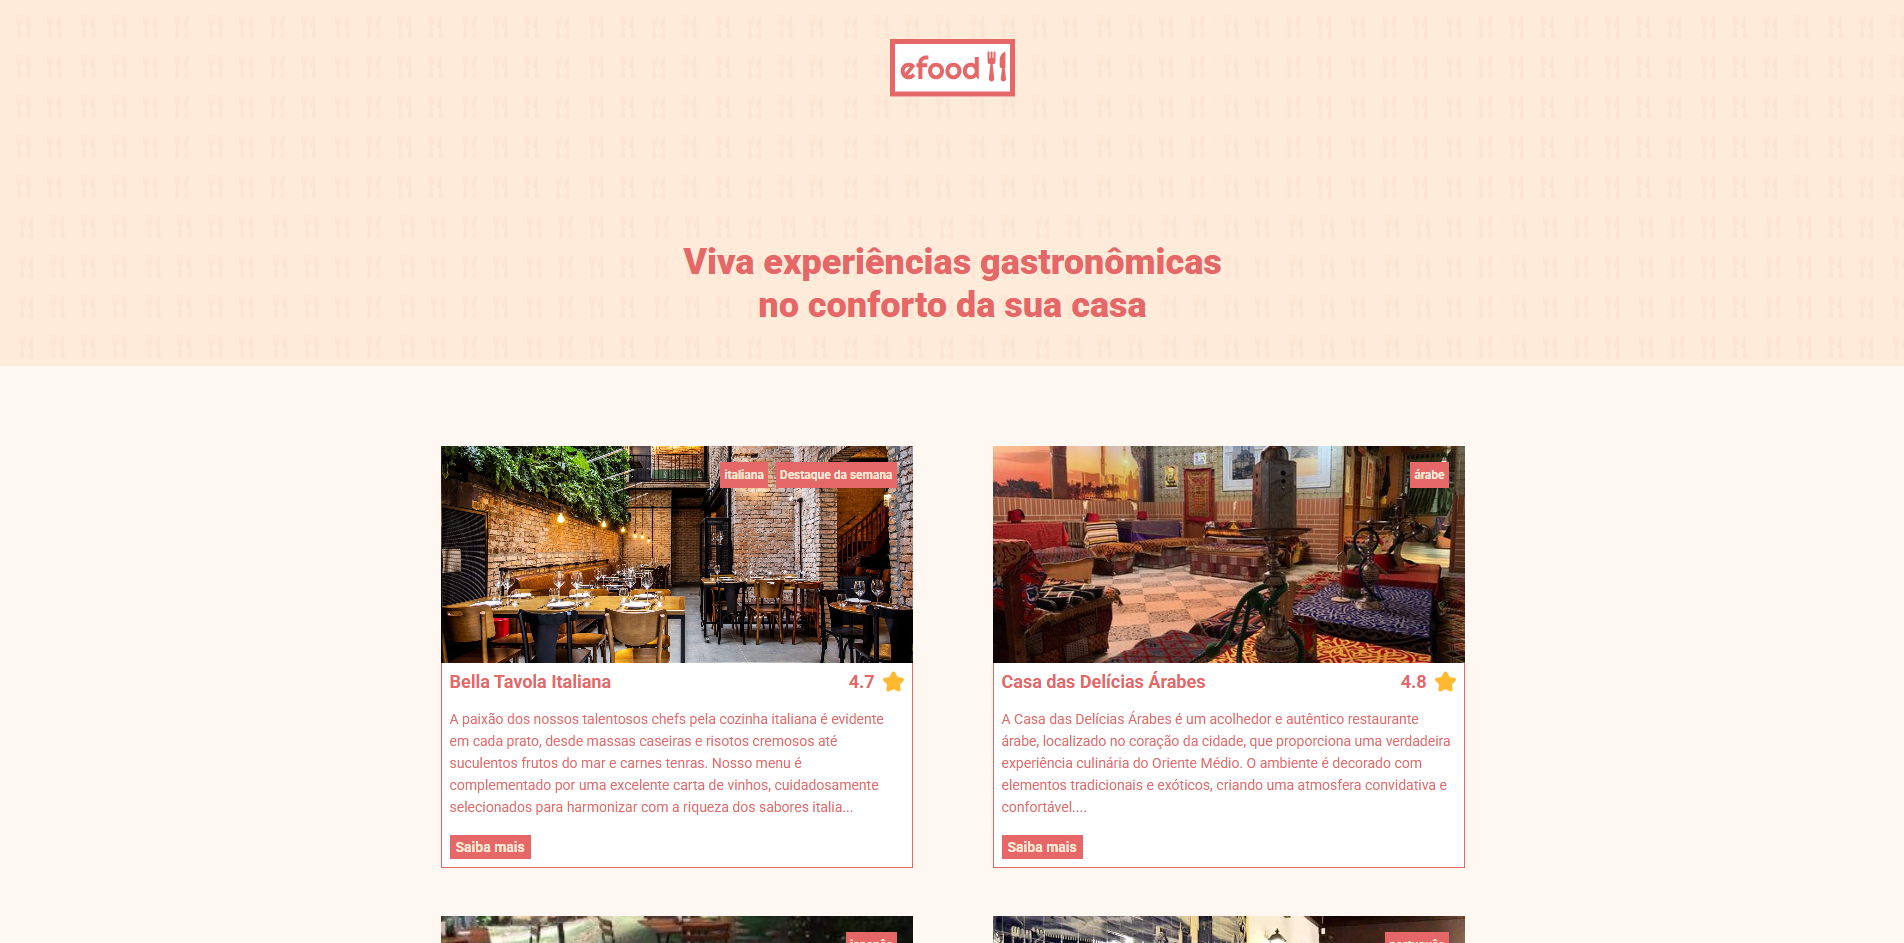 efood
Viva experiências gastronômicas
no conforto da sua casa
italiana
Destaque da semana
Bella Tavola Italiana
4.7
A paixão dos nossos talentosos chefs pela cozinha italiana é evidente
em cada prato, desde massas caseiras e risotos cremosos até
suculentos frutos do mar e carnes tenras. Nosso menu é
complementado por uma excelente carta de vinhos, cuidadosamente
selecionados para harmonizar com a riqueza dos sabores italia...
Saiba mais
árabe
Casa das Delícias Árabes
4.8
A Casa das Delícias Árabes é um acolhedor e autêntico restaurante
árabe, localizado no coração da cidade, que proporciona uma verdadeira
experiência culinária do Oriente Médio. O ambiente é decorado com
elementos tradicionais e exóticos, criando uma atmosfera convidativa e
confortável....
Saiba mais